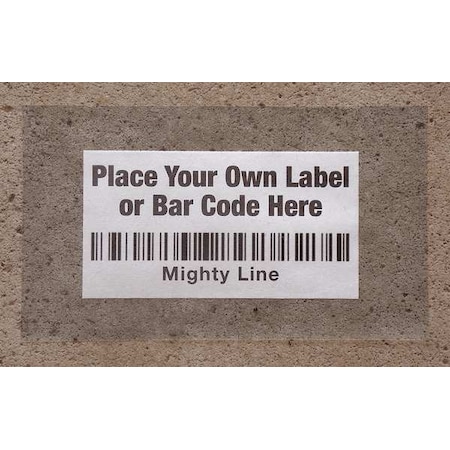 Place Your Own Label
or Bar Code Here
Mighty Line